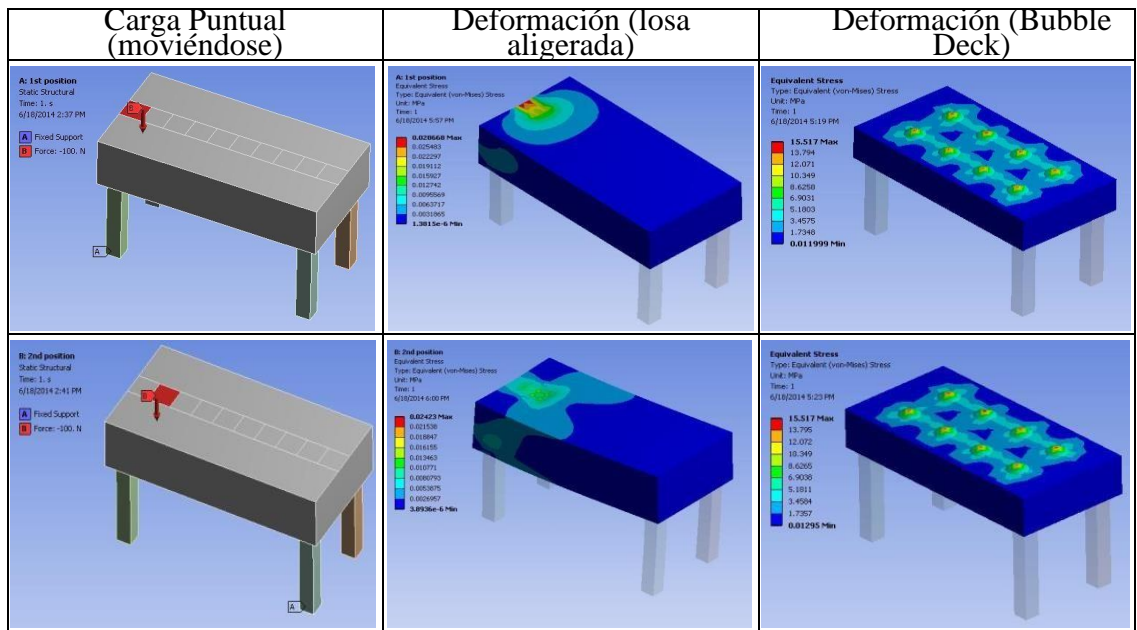 Carga Puntual
(moviéndose)
Deformación (losa
aligerada)
Deformación (Bubble
Deck)
A: 1st position
Static Structural
Time: 1. s
6/18/2014 2:37 PM
A Fixed Support
B Force: -100. N
B
A
A: 1st position
Equivalent Stress
Type: Equivalent (von-Mises) Stress
Unit: MPa
Time: 1
6/18/2014 5:57 PM
0.028668 Max
0.025483
0.022297
0.019112
0.015927
0.012742
0.0095569
0.0063717
0.0031865
1.3815e-6 Min
Equivalent Stress
Type: Equivalent (von-Mises) Stress
Unit: MPa
Time: 1
6/18/2014 5:19 PM
15.517 Max
13.794
12.071
10.349
8.6258
6.9031
5.1803
3.4575
1.7348
0.011999 Min
B: 2nd position
Static Structural
Time: 1. s
6/18/2014 2:41 PM
A Fixed Support
B Force: -100. N
B
A
B: 2nd position
Equivalent Stress
Type: Equivalent (von-Mises) Stress
Unit: MPa
Time: 1
6/18/2014 6:00 PM
0.02423 Max
0.021538
0.018847
0.016155
0.013463
0.010771
0.0080793
0.0053875
0.0026957
3.8936e-6 Min
Equivalent Stress
Type: Equivalent (von-Mises) Stress
Unit: MPa
Time: 1
6/18/2014 5:23 PM
15.517 Max
13.795
12.072
10.349
8.6265
6.9038
5.1811
3.4584
1.7357
0.01295 Min